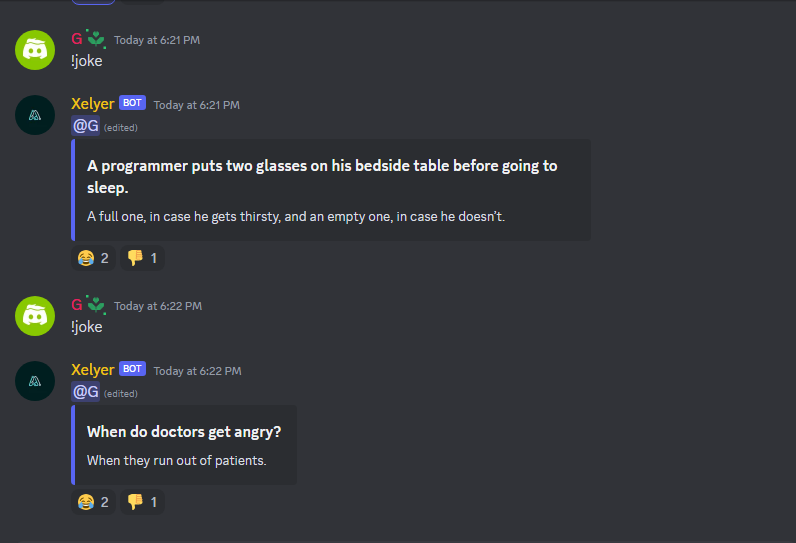 G Today at 6:21 PM
!joke
Xelyer BOT Today at 6:21 PM
@G (edited)
A programmer puts two glasses on his bedside table before going to
sleep.
A full one, in case he gets thirsty, and an empty one, in case he doesn't.
😂 2 👎 1
G Today at 6:22 PM
!joke
Xelyer BOT Today at 6:22 PM
@G (edited)
When do doctors get angry?
When they run out of patients.
😂 2 👎 1